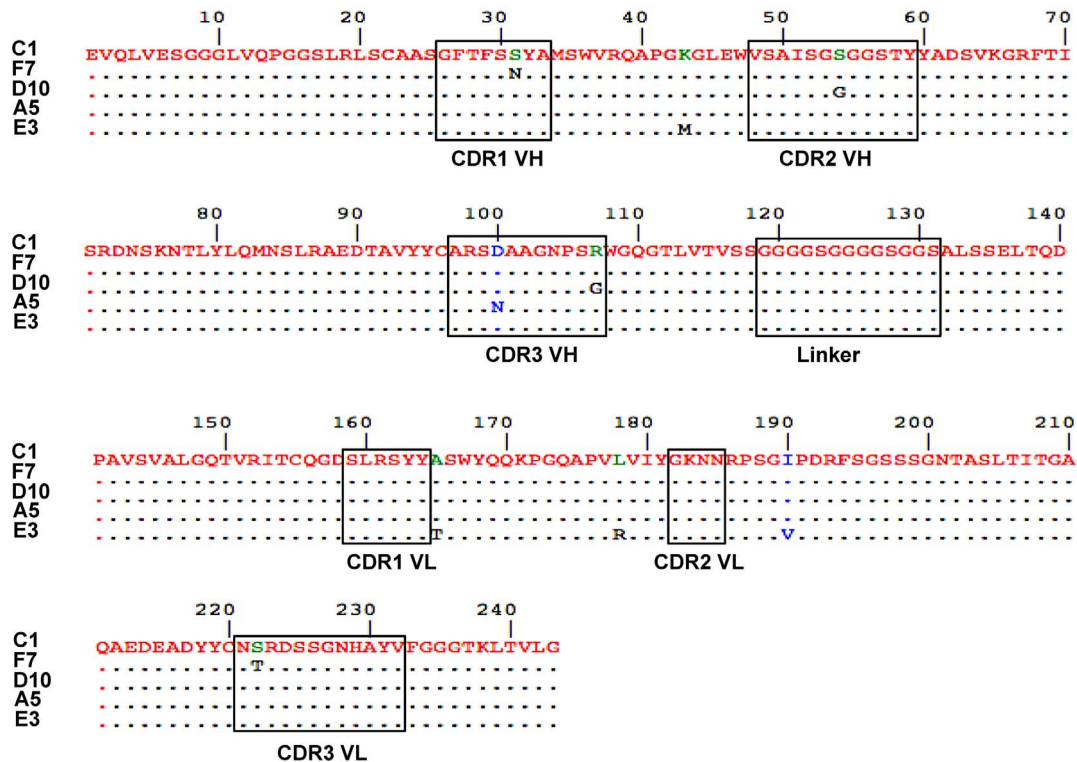 10 20 30 40 50 60 70
C1 EVQLVESGGGLVQPGGSLRLSCAASGFTFSSYAMSWVRQAPGKGLEWVSAISGSGGSTYYADSVKGRFTI
F7 ..............................N.......................................
D10 .....................................................G................
A5 ......................................................................
E3 ..........................................M...........................
CDR1 VH CDR2 VH
80 90 100 110 120 130 140
C1 SRDNSKNTLYLQMNSLRAEDTAVYYCARSDAAGNPSRWGQGTLVTVSSGGGGSGGGGSGGSALSSELTQD
F7 ......................................................................
D10 ....................................G.................................
A5 .............................N........................................
E3 ......................................................................
CDR3 VH Linker
150 160 170 180 190 200 210
C1 PAVSVALGQTVRITCQGDSLRSYYASWYQQKPGQAPVLVIYGKNNRPSGIPDRFSGSSSGNTASLTITGA
F7 ......................................................................
D10 ......................................................................
A5 ......................................................................
E3 ........................T............R...........V....................
CDR1 VL CDR2 VL
220 230 240
C1 QAEDEADYYCNSRDSSGNHAYVFGGGTKLTVLG
F7 ...........T.....................
D10 .................................
A5 .................................
E3 .................................
CDR3 VL